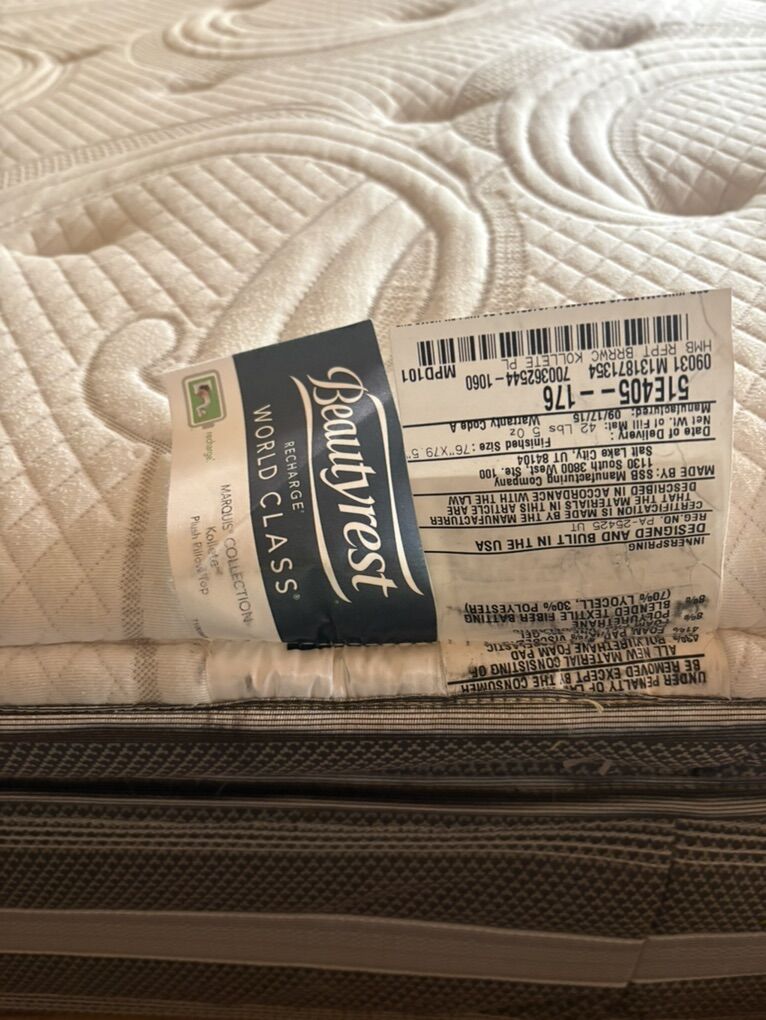 Beautyrest
RECHARGE
WORLD CLASS®
MARQUIS COLLECTION
Kollette
Plush Pillow Top
recharge
UNDER PENALTY OF LAW
BE REMOVED EXCEPT BY THE CONSUMER
ALL NEW MATERIAL CONSISTING OF
POLYURETHANE FOAM PAD
BLENDED TEXTILE FIBER BATTING
(70% LYOCELL, 30% POLYESTER)
INNERSPRING
DESIGNED AND BUILT IN THE USA
REG.NO. PA-25425 UT
CERTIFICATION IS BY THE MANUFACTURER
THAT THE MATERIALS IN THIS ARTICLE ARE
DESCRIBED IN ACCORDANCE WITH THE LAW
MADE BY: SSB Manufacturing Company
1130 South 3800 West, Ste. 100
Salt Lake City, UT 84104
Date of Delivery: Finished Size: 76"X79.5"
Net. Wt. of Fill Mat: 42 Lbs 5 Oz
Manufactured: 09/17/15 Warranty Code A
51E405--176
09031 M131871354 700362544-1060 MPD101
HMB RFPT BRRWC KOLLETE PL